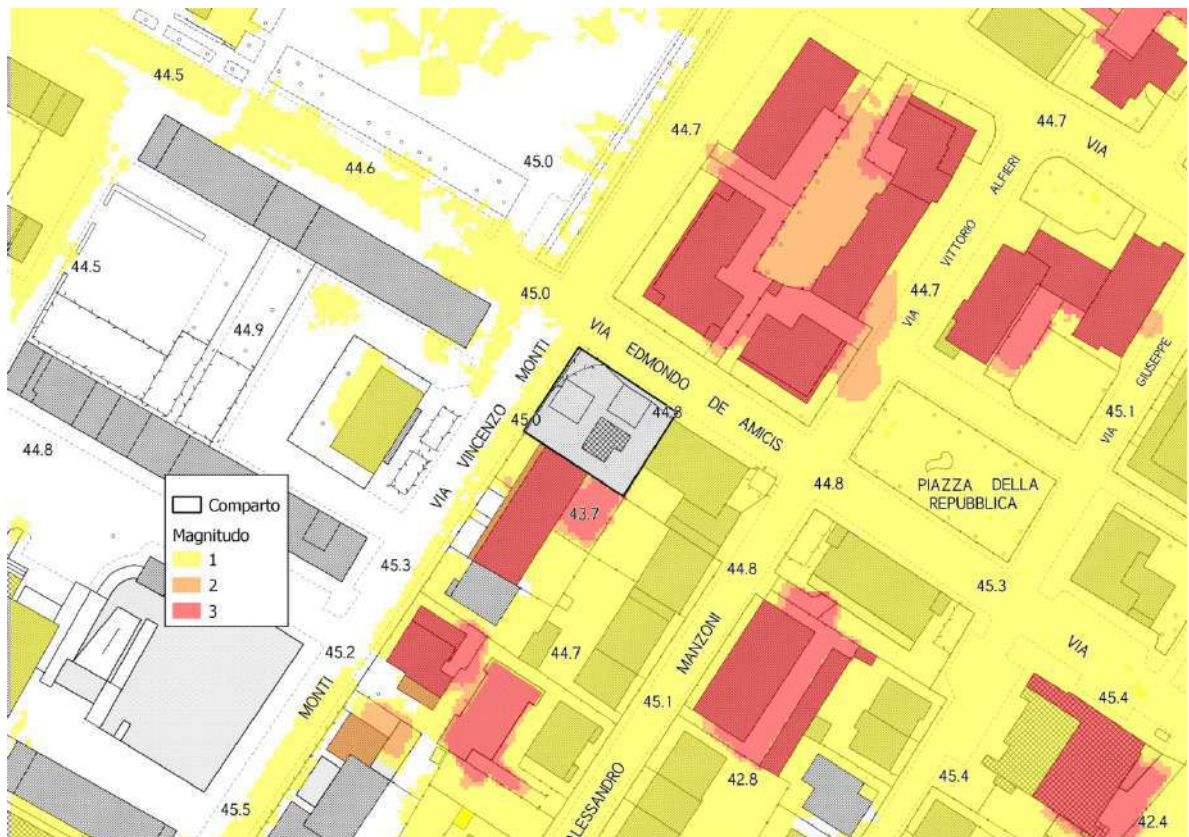 44.5
44.6
45.0
44.7
44.7
VIA
ALFIERI
VITTORIO
44.7
VIA
GIUSEPPE
VIA
45.1
44.5
44.9
45.0
MONTI
VINCENZO
VIA
45.0
VIA EDMONDO DE AMICIS
44.8
44.8
PIAZZA DELLA
REPUBBLICA
44.8
43.7
45.3
44.8
45.3
Comparto
Magnitudo
1
2
3
45.2
MONTI
44.7
MANZONI
45.1
ALESSANDRO
42.8
VIA
45.4
45.4
42.4
45.5